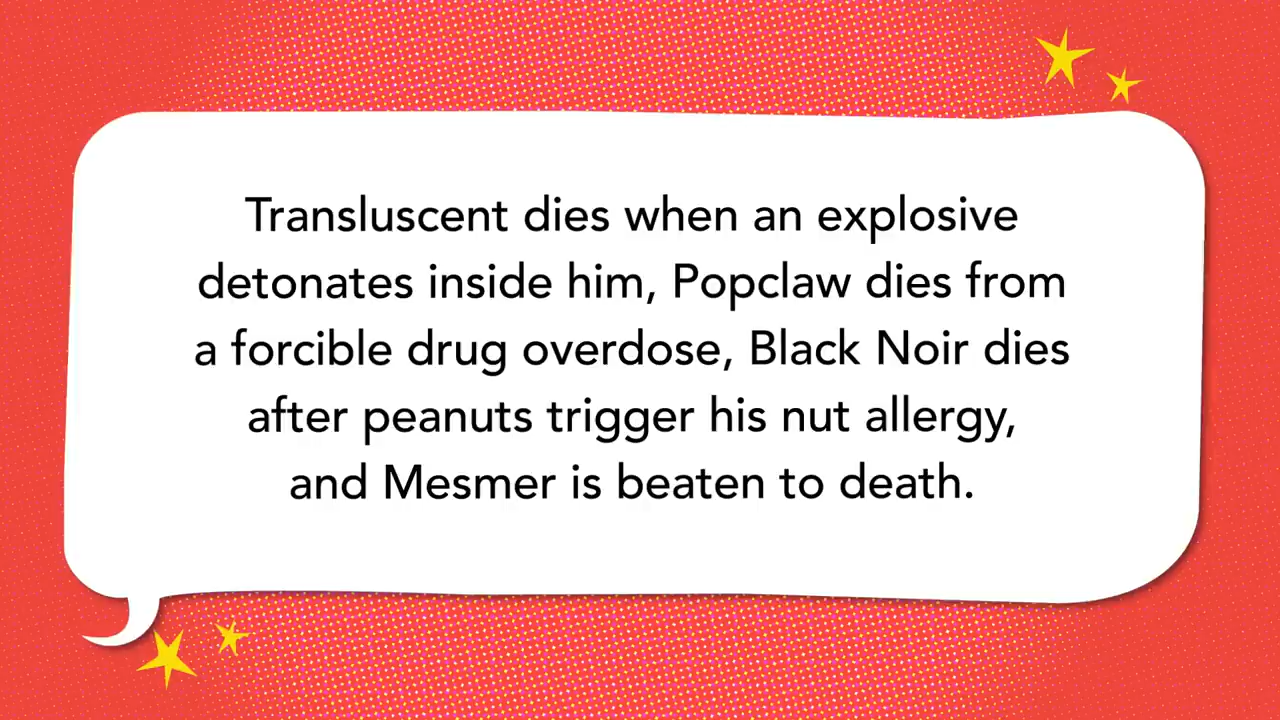 Transluscent dies when an explosive
detonates inside him, Popclaw dies from
a forcible drug overdose, Black Noir dies
after peanuts trigger his nut allergy,
and Mesmer is beaten to death.